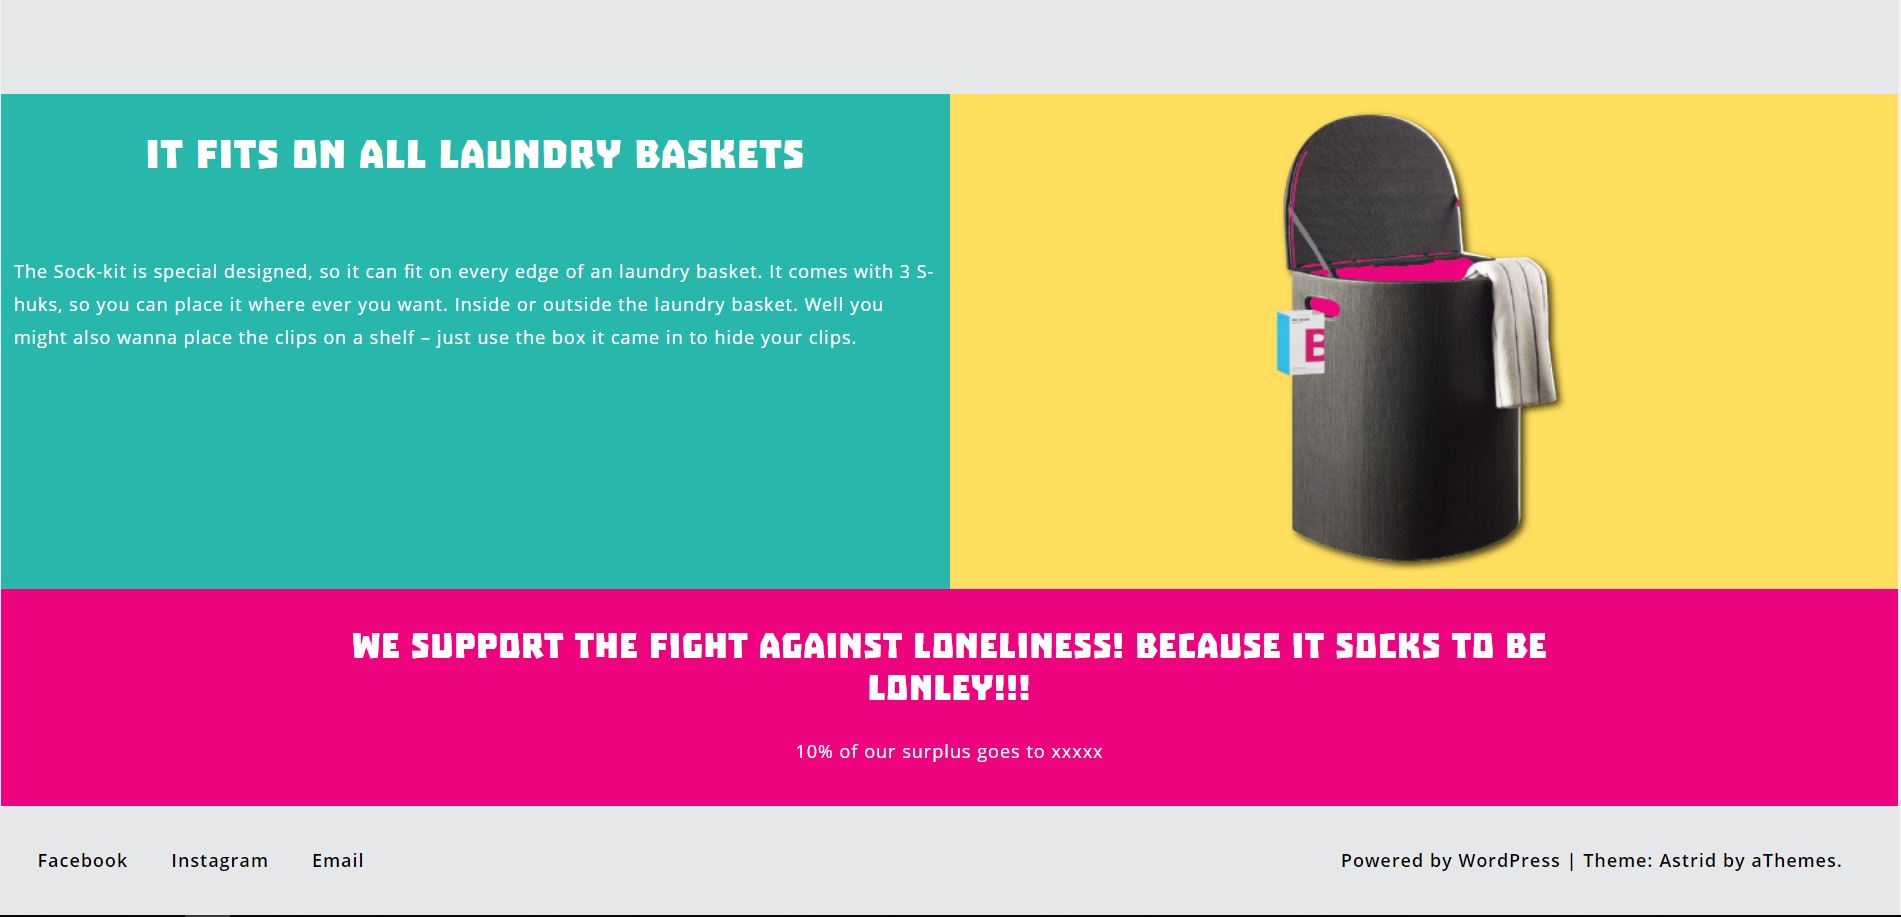 IT FITS ON ALL LAUNDRY BASKETS
The Sock-kit is special designed, so it can fit on every edge of an laundry basket. It comes with 3 S-
huks, so you can place it where ever you want. Inside or outside the laundry basket. Well you
might also wanna place the clips on a shelf – just use the box it came in to hide your clips.
B
WE SUPPORT THE FIGHT AGAINST LONELINESS! BECAUSE IT SOCKS TO BE
LONLEY!!!
10% of our surplus goes to xxxxx
Facebook Instagram Email
Powered by WordPress | Theme: Astrid by aThemes.